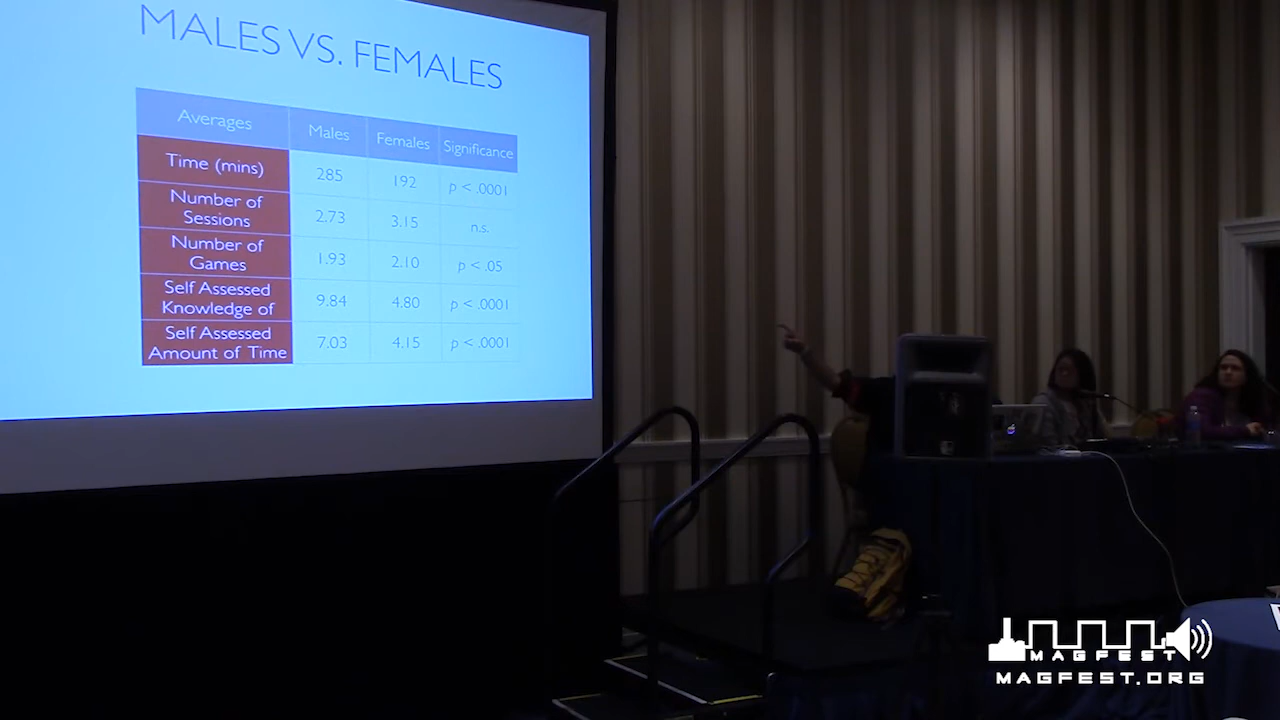 MALES VS. FEMALES
Averages Males Females Significance
Time (mins) 285 192 p < .0001
Number of
Sessions 2.73 3.15 n.s.
Number of
Games 1.93 2.10 p < .05
Self Assessed
Knowledge of 9.84 4.80 p < .0001
Self Assessed
Amount of Time 7.03 4.15 p < .0001
MAGFEST
MAGFEST.ORG